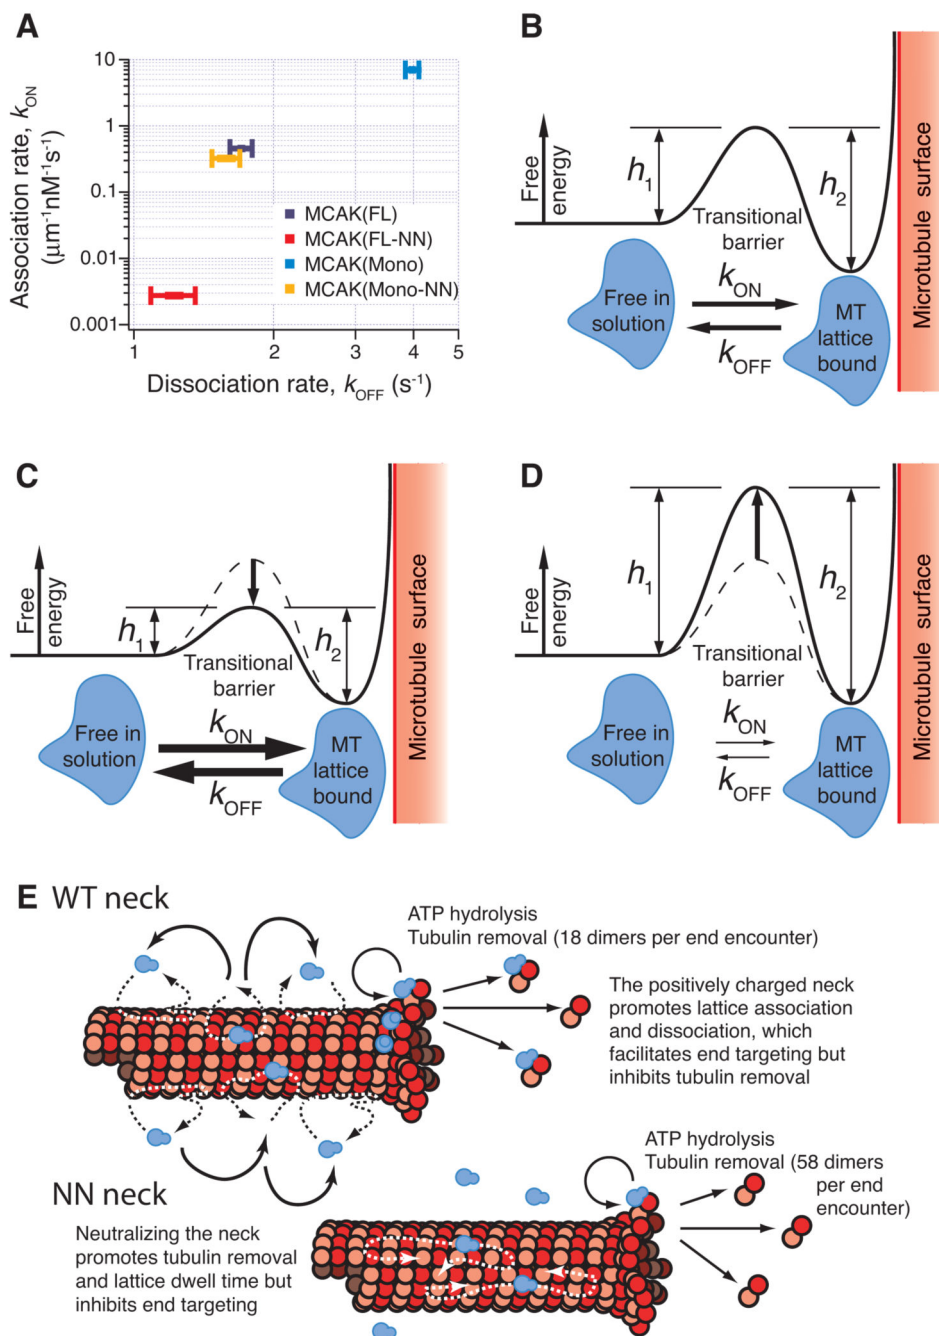 A
Association rate, kON
(μm-1nM-1s-1)
10
1
0.1
0.01
0.001
MCAK(FL)
MCAK(FL-NN)
MCAK(Mono)
MCAK(Mono-NN)
1
2
3
4
5
Dissociation rate, kOFF (s-1)
B
Free
energy
h1
h2
Transitional
barrier
kON
kOFF
Free in
solution
MT
lattice
bound
Microtubule surface
C
Free
energy
h1
h2
Transitional
barrier
kON
kOFF
Free in
solution
MT
lattice
bound
Microtubule surface
D
Free
energy
h1
h2
Transitional
barrier
kON
kOFF
Free in
solution
MT
lattice
bound
Microtubule surface
E WT neck
ATP hydrolysis
Tubulin removal (18 dimers per end encounter)
The positively charged neck
promotes lattice association
and dissociation, which
facilitates end targeting but
inhibits tubulin removal
NN neck
Neutralizing the neck
promotes tubulin removal
and lattice dwell time but
inhibits end targeting
ATP hydrolysis
Tubulin removal (58 dimers
per end
encounter)